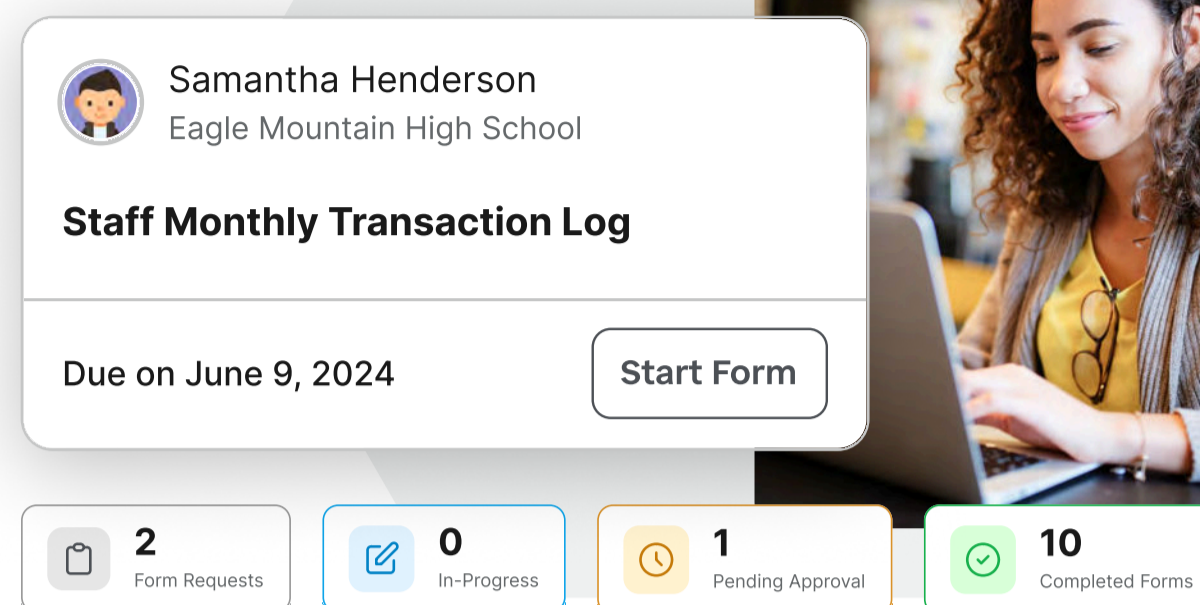 Samantha Henderson
Eagle Mountain High School
Staff Monthly Transaction Log
Due on June 9, 2024
Start Form
2
Form Requests
0
In-Progress
1
Pending Approval
10
Completed Forms